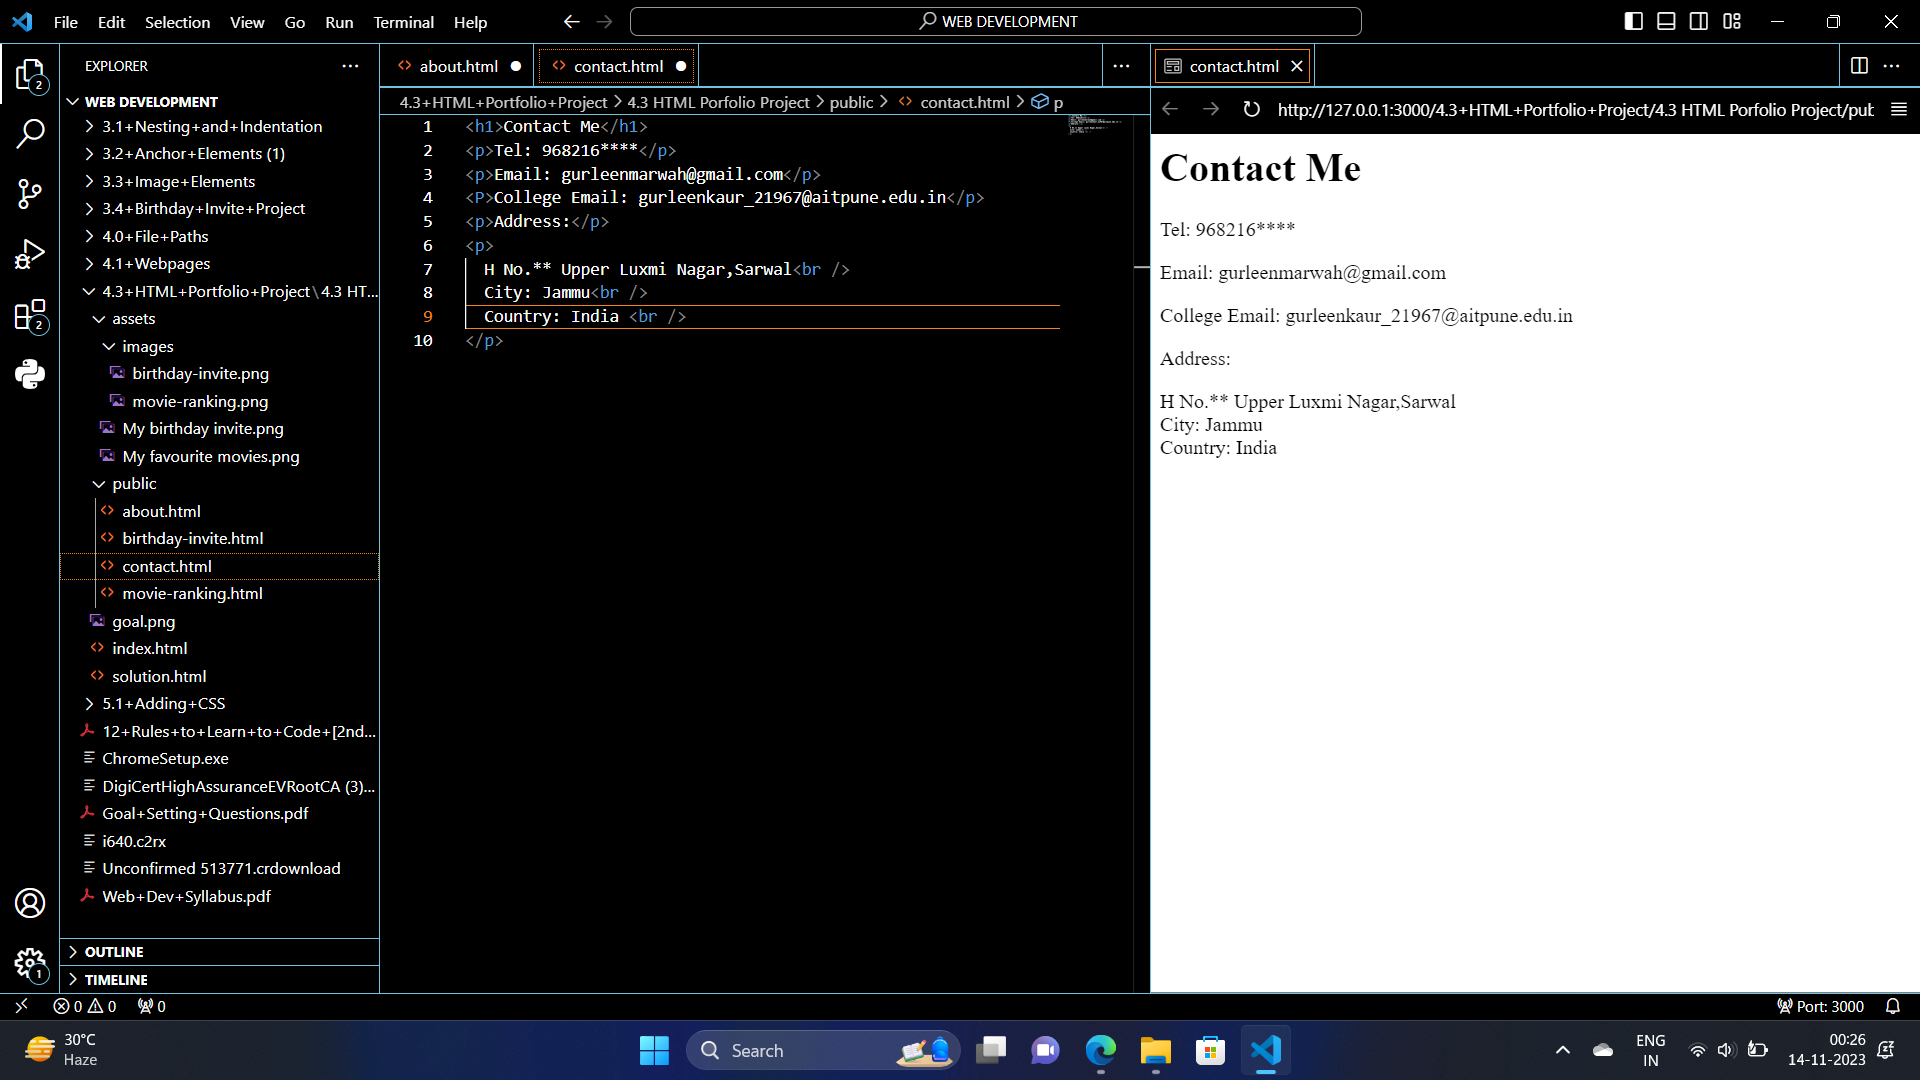 File Edit Selection View Go Run Terminal Help
WEB DEVELOPMENT
EXPLORER
2
WEB DEVELOPMENT
3.1+Nesting+and+Indentation
3.2+Anchor+Elements (1)
3.3+Image+Elements
3.4+Birthday+Invite+Project
4.0+File+Paths
4.1+Webpages
4.3+HTML+Portfolio+Project\4.3 HT...
2
assets
images
birthday-invite.png
movie-ranking.png
My birthday invite.png
My favourite movies.png
public
about.html
birthday-invite.html
contact.html
movie-ranking.html
goal.png
index.html
solution.html
5.1+Adding+CSS
12+Rules+to+Learn+to+Code+[2nd...
ChromeSetup.exe
DigiCertHighAssuranceEVRootCA (3)...
Goal+Setting+Questions.pdf
i640.c2rx
Unconfirmed 513771.crdownload
Web+Dev+Syllabus.pdf
OUTLINE
1
TIMELINE
about.html contact.html
4.3+HTML+Portfolio+Project > 4.3 HTML Porfolio Project > public > contact.html > p
1 <h1>Contact Me</h1>
2 <p>Tel: 968216****</p>
3 <p>Email: gurleenmarwah@gmail.com</p>
4 <P>College Email: gurleenkaur_21967@aitpune.edu.in</p>
5 <p>Address:</p>
6 <p>
7 H No.** Upper Luxmi Nagar,Sarwal<br />
8 City: Jammu<br />
9 Country: India <br />
10 </p>
contact.html
http://127.0.0.1:3000/4.3+HTML+Portfolio+Project/4.3 HTML Porfolio Project/pub
Contact Me
Tel: 968216****
Email: gurleenmarwah@gmail.com
College Email: gurleenkaur_21967@aitpune.edu.in
Address:
H No.** Upper Luxmi Nagar,Sarwal
City: Jammu
Country: India
0 0 0
Port: 3000
30°C
Haze
Search
ENG
IN
00:26
14-11-2023